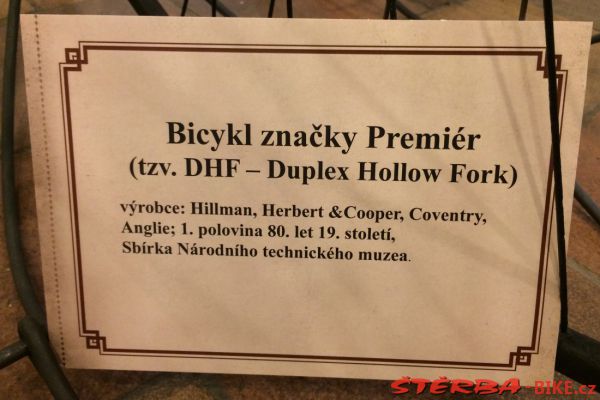 Bicykl značky Premiér
(tzv. DHF – Duplex Hollow Fork)
výrobce: Hillman, Herbert &Cooper, Coventry,
Anglie; 1. polovina 80. let 19. století,
Sbírka Národního technického muzea.
ŠTĚRBA-BIKE.cz